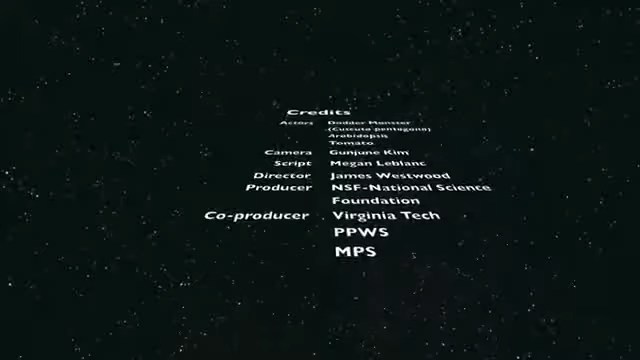 Credits
Actors Dodder Monster
(Cuscuta pentagona)
Arabidopsis
Tomato
Camera Gunjune Kim
Script Megan Leblanc
Director James Westwood
Producer NSF-National Science
Foundation
Co-producer Virginia Tech
PPWS
MPS